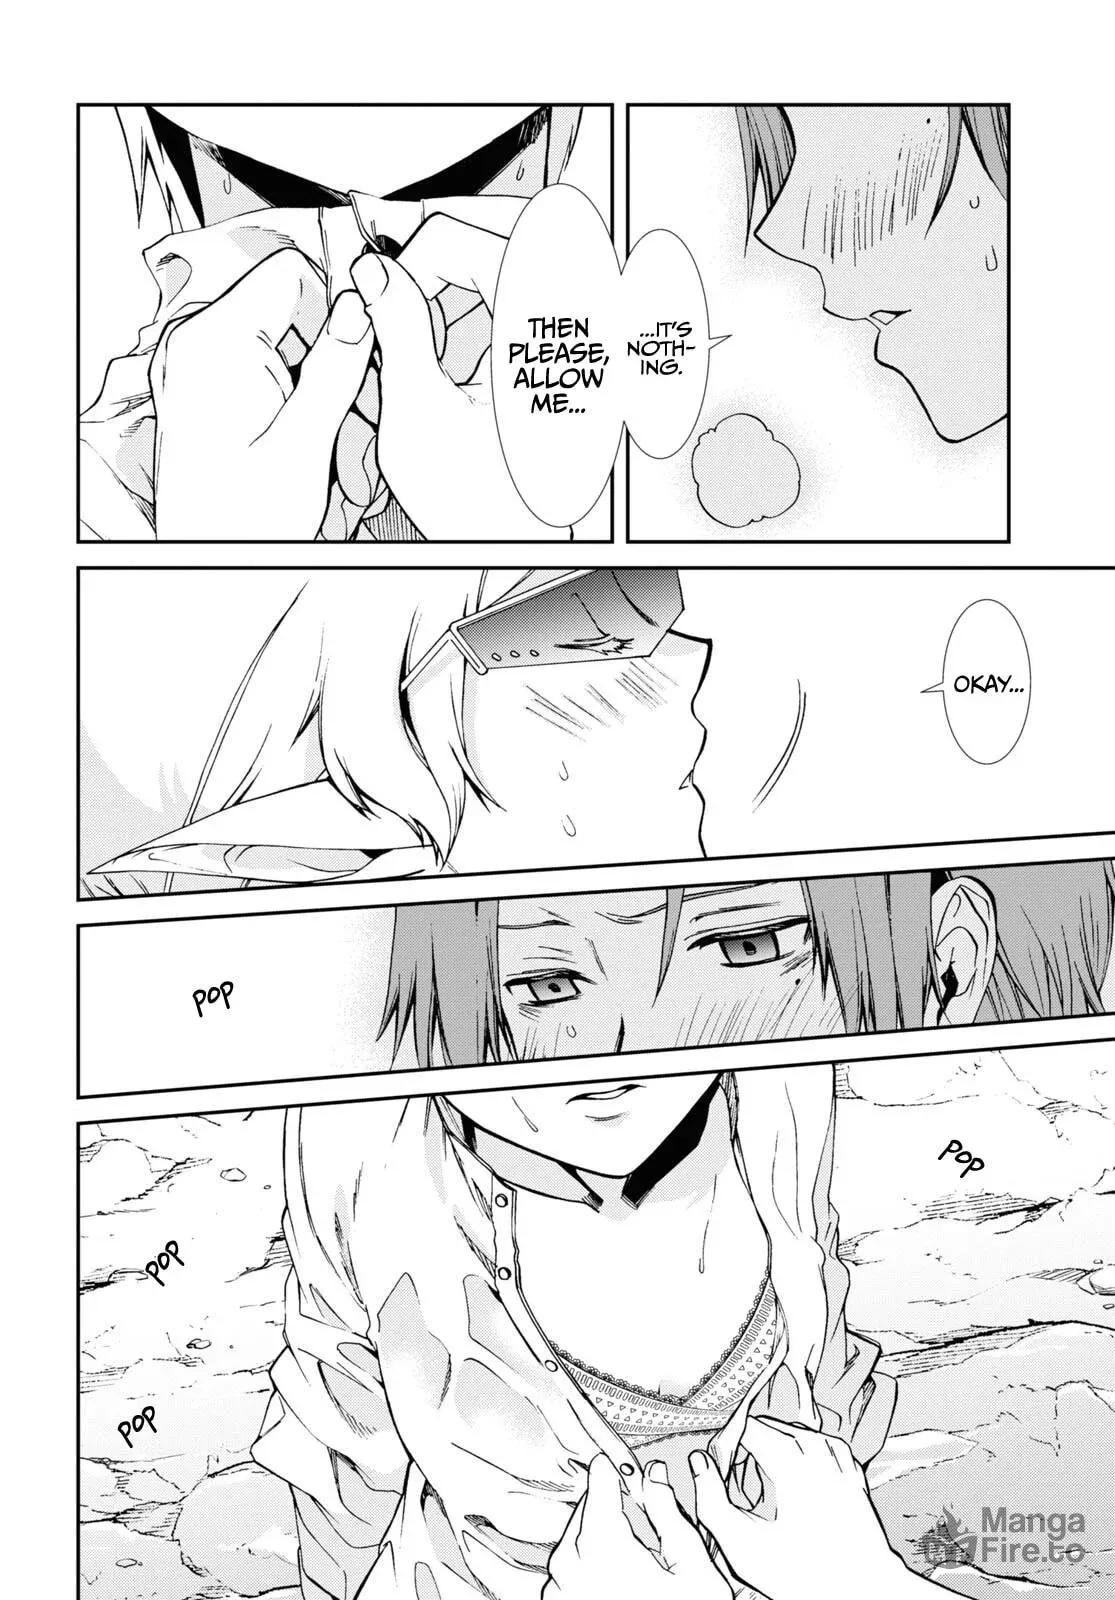 ...IT'S
NOTH-
ING.
THEN
PLEASE,
ALLOW
ME...
OKAY...
POP
POP
POP
POP
Manga
Fire.to